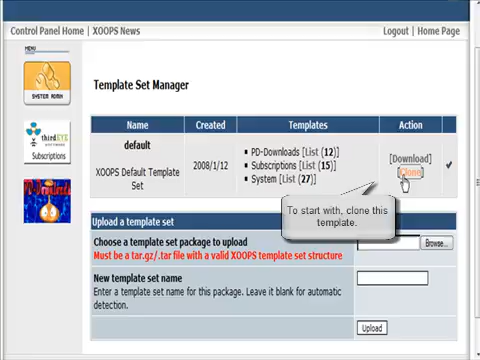 Control Panel Home | XOOPS News
Logout | Home Page
MENU
SYSTEM ADMIN
thirdEYE
Subscriptions
PD-Downloads
Template Set Manager
Name Created Templates Action
default
XOOPS Default Template
Set
2008/1/12
PD-Downloads [List (12)]
Subscriptions [List (15)]
System [List (27)]
[Download]
[Clone]
To start with, clone this
template.
Upload a template set
Choose a template set package to upload
Browse...
Must be a tar.gz/.tar file with a valid XOOPS template set structure
New template set name
Enter a template set name for this package. Leave it blank for automatic
detection.
Upload